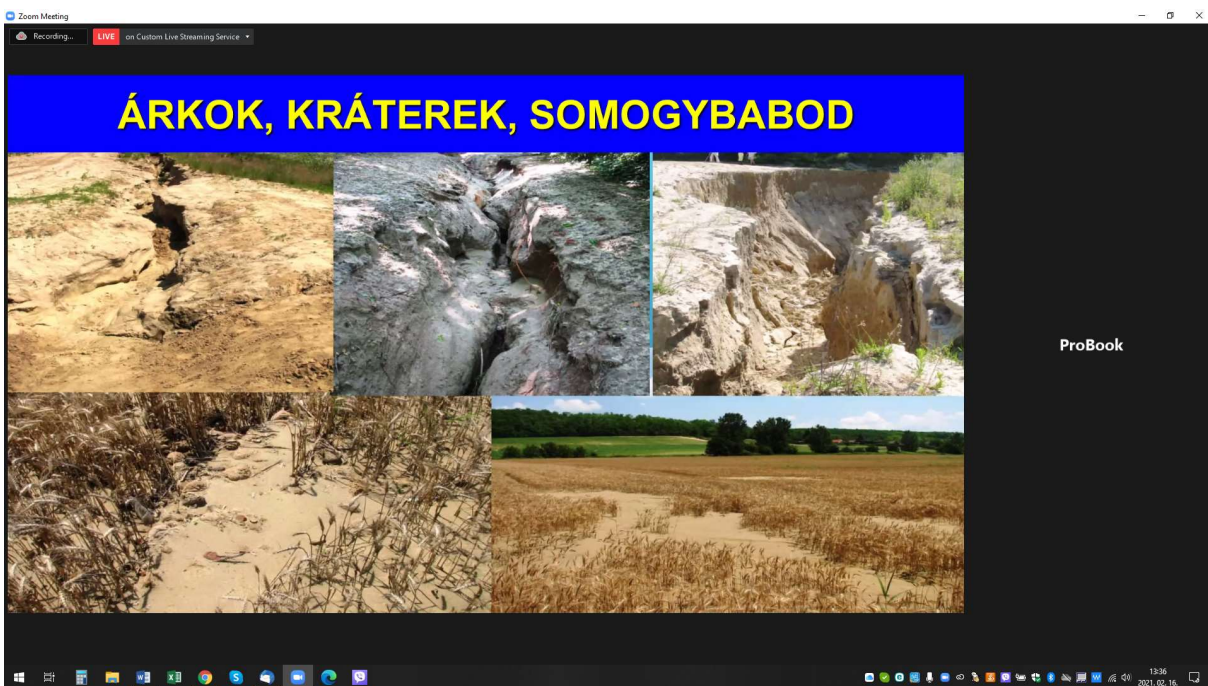 Zoom Meeting
Recording...
LIVE on Custom Live Streaming Service
ÁRKOK, KRÁTEREK, SOMOGYBABOD
ProBook
13:36
2021. 02. 16.